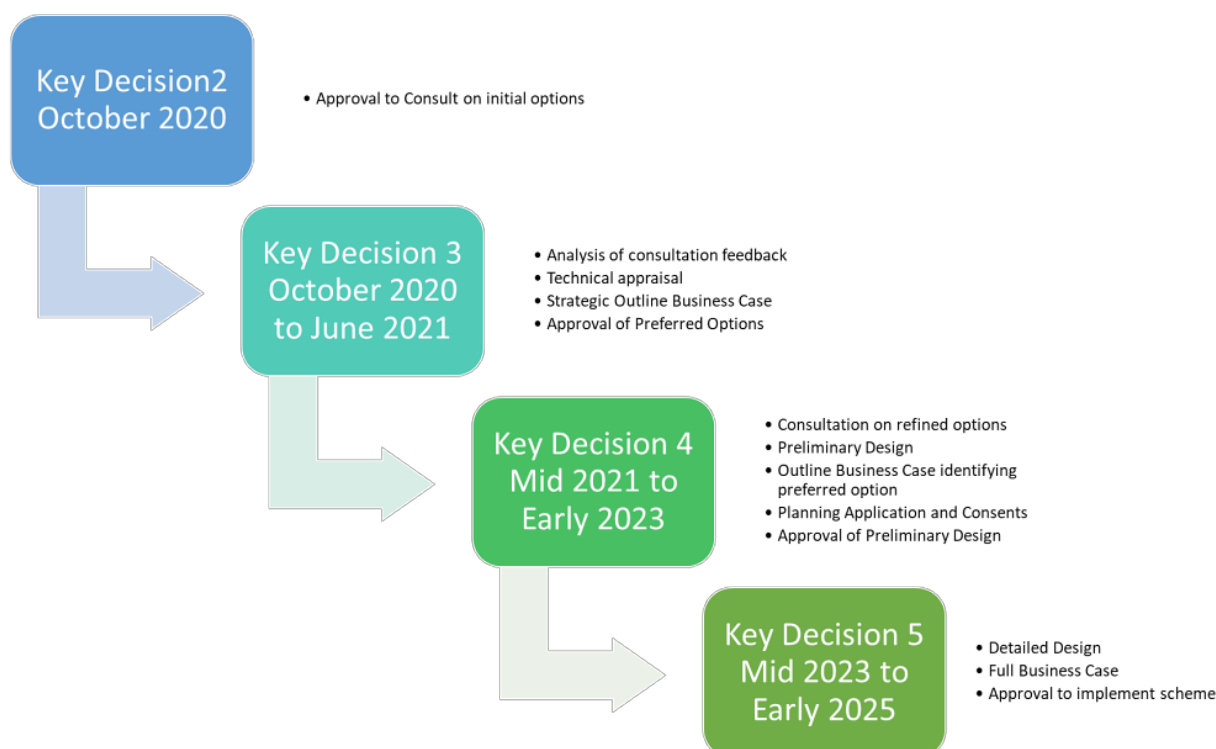 Key Decision2
October 2020
• Approval to Consult on initial options
Key Decision 3
October 2020
to June 2021
• Analysis of consultation feedback
• Technical appraisal
• Strategic Outline Business Case
• Approval of Preferred Options
Key Decision 4
Mid 2021 to
Early 2023
• Consultation on refined options
• Preliminary Design
• Outline Business Case identifying
preferred option
• Planning Application and Consents
• Approval of Preliminary Design
Key Decision 5
Mid 2023 to
Early 2025
• Detailed Design
• Full Business Case
• Approval to implement scheme